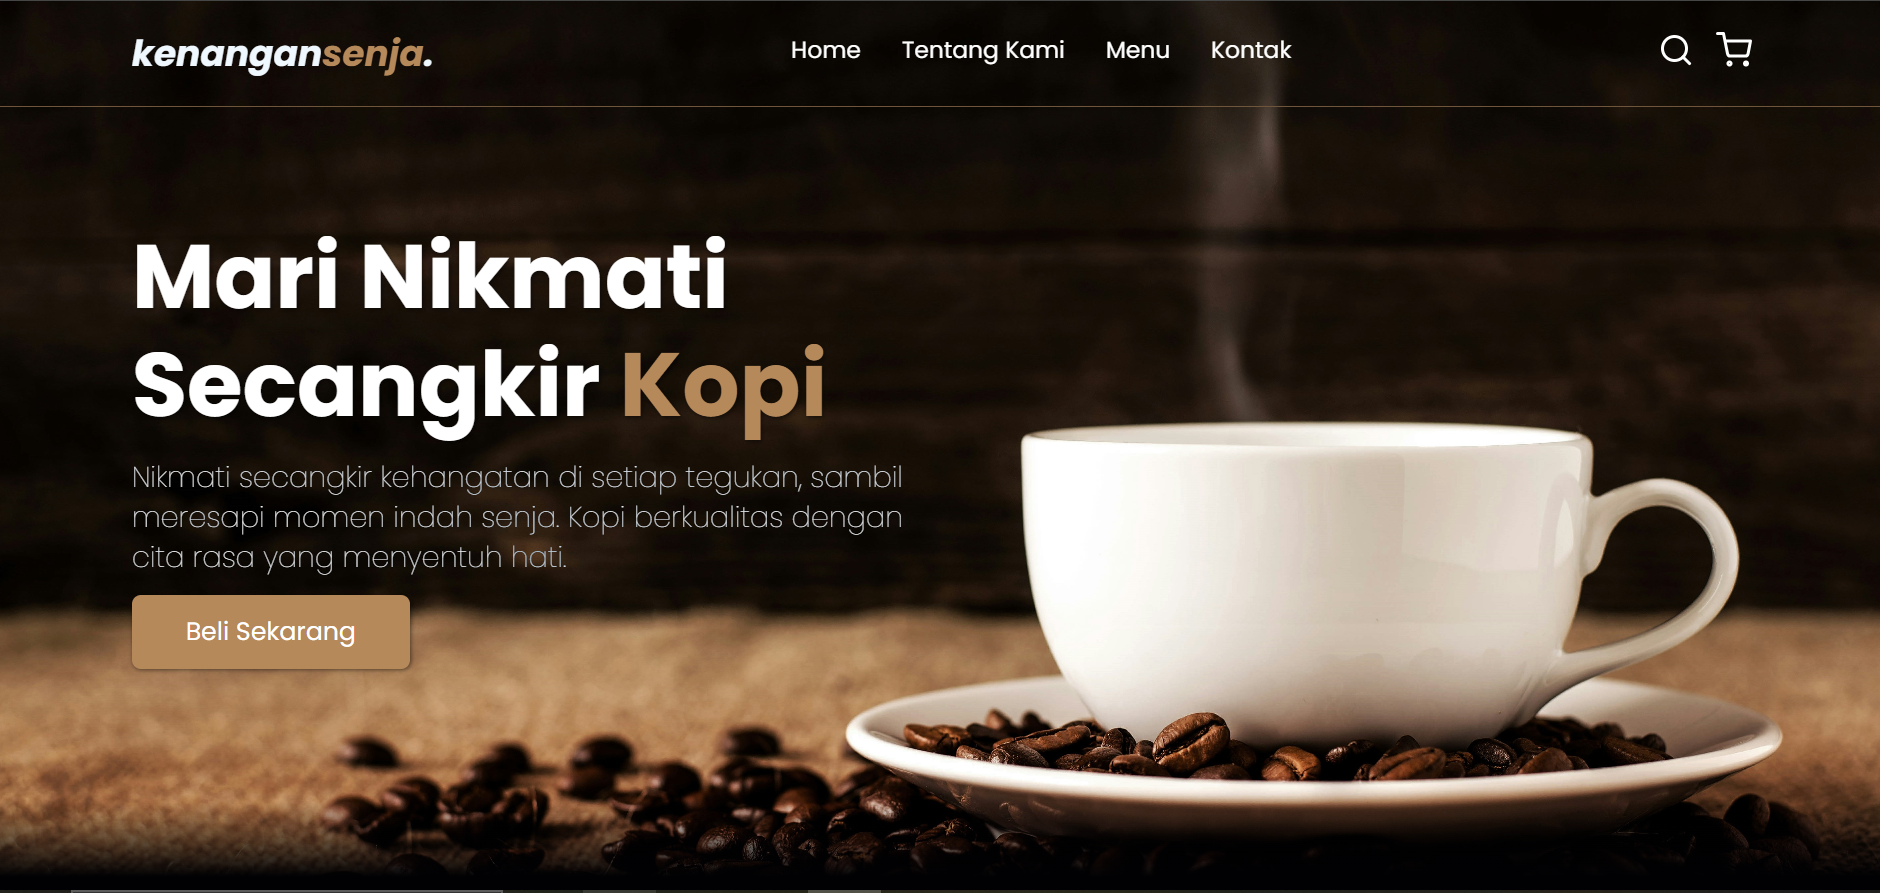 kenangansenja.
Home Tentang Kami Menu Kontak
Mari Nikmati
Secangkir Kopi
Nikmati secangkir kehangatan di setiap tegukan, sambil
meresapi momen indah senja. Kopi berkualitas dengan
cita rasa yang menyentuh hati.
Beli Sekarang